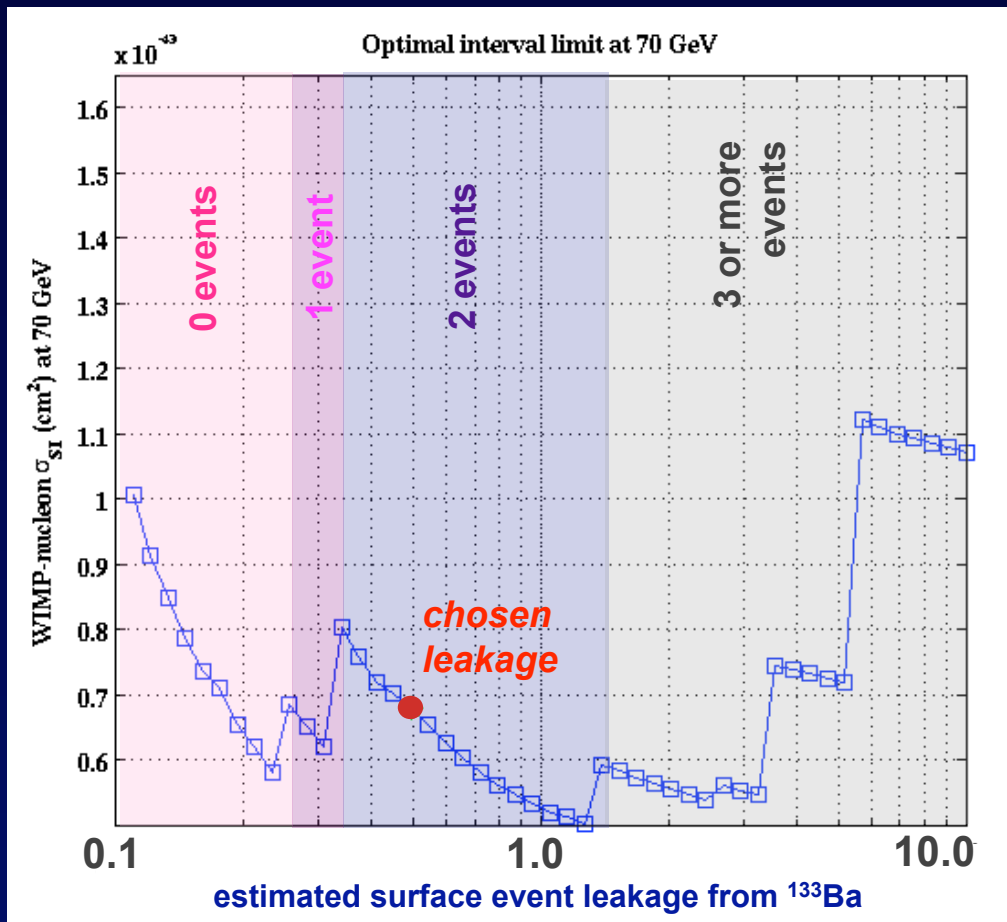 x 10⁻⁴³
Optimal interval limit at 70 GeV
WIMP-nucleon σ_SI (cm²) at 70 GeV
1.6
1.5
1.4
1.3
1.2
1.1
1
0.9
0.8
0.7
0.6
0 events
1 event
2 events
3 or more
events
chosen
leakage
0.1
1.0
10.0
estimated surface event leakage from ¹³³Ba